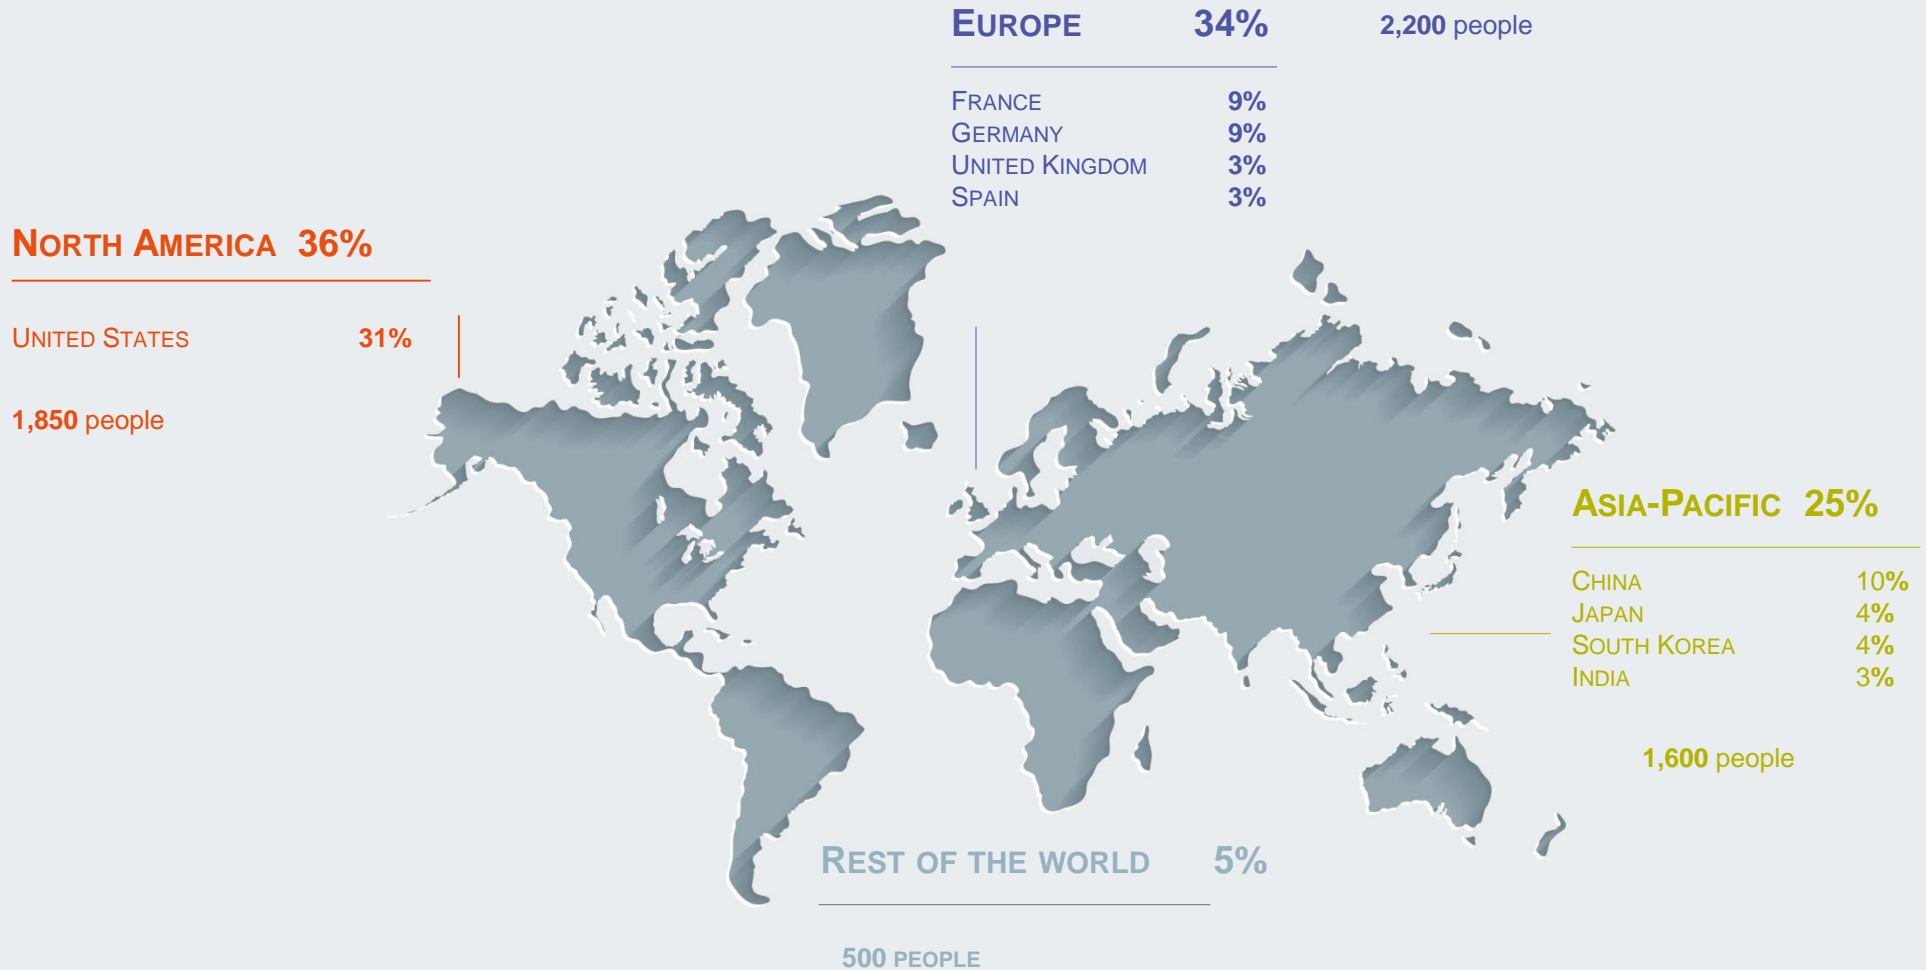 EUROPE 34% 2,200 people
FRANCE 9%
GERMANY 9%
UNITED KINGDOM 3%
SPAIN 3%
NORTH AMERICA 36%
UNITED STATES 31%
1,850 people
ASIA-PACIFIC 25%
CHINA 10%
JAPAN 4%
SOUTH KOREA 4%
INDIA 3%
1,600 people
REST OF THE WORLD 5%
500 PEOPLE